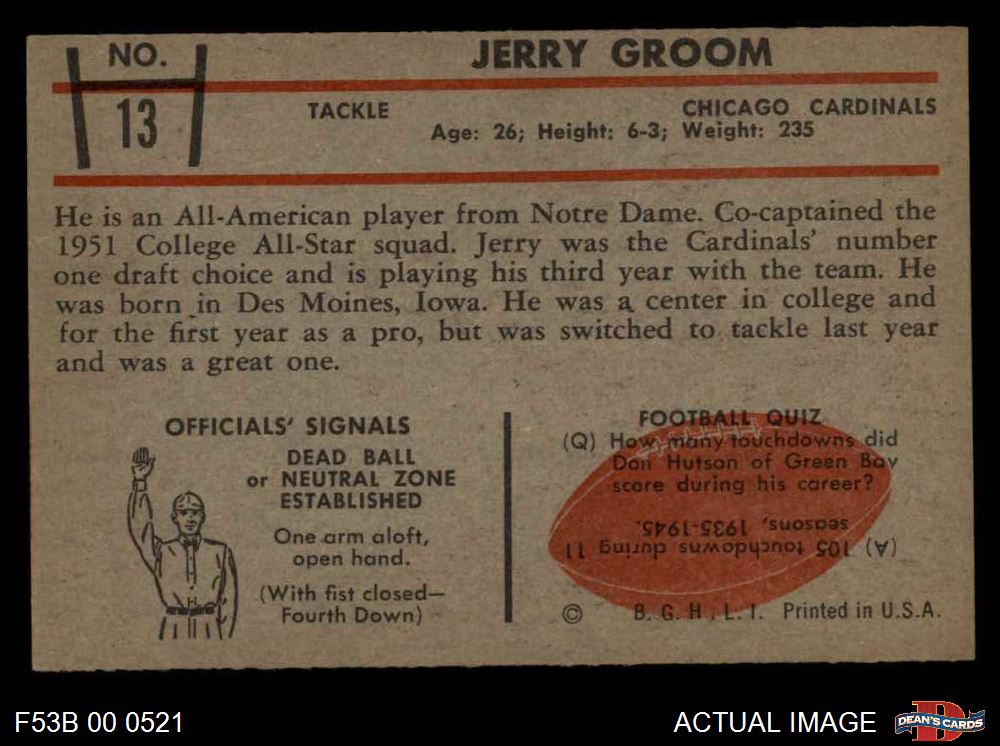 NO.
13
JERRY GROOM
TACKLE
CHICAGO CARDINALS
Age: 26; Height: 6-3; Weight: 235
He is an All-American player from Notre Dame. Co-captained the
1951 College All-Star squad. Jerry was the Cardinals' number
one draft choice and is playing his third year with the team. He
was born in Des Moines, Iowa. He was a center in college and
for the first year as a pro, but was switched to tackle last year
and was a great one.
OFFICIALS' SIGNALS
DEAD BALL
or NEUTRAL ZONE
ESTABLISHED
One arm aloft,
open hand.
(With fist closed—
Fourth Down)
FOOTBALL QUIZ
(Q) How many touchdowns did
Don Hutson of Green Bay
score during his career?
(A) 105 touchdowns during 11
seasons, 1935-1945.
© B. G. H. L. I. Printed in U.S.A.
F53B 00 0521
ACTUAL IMAGE
D
DEAN'S CARDS